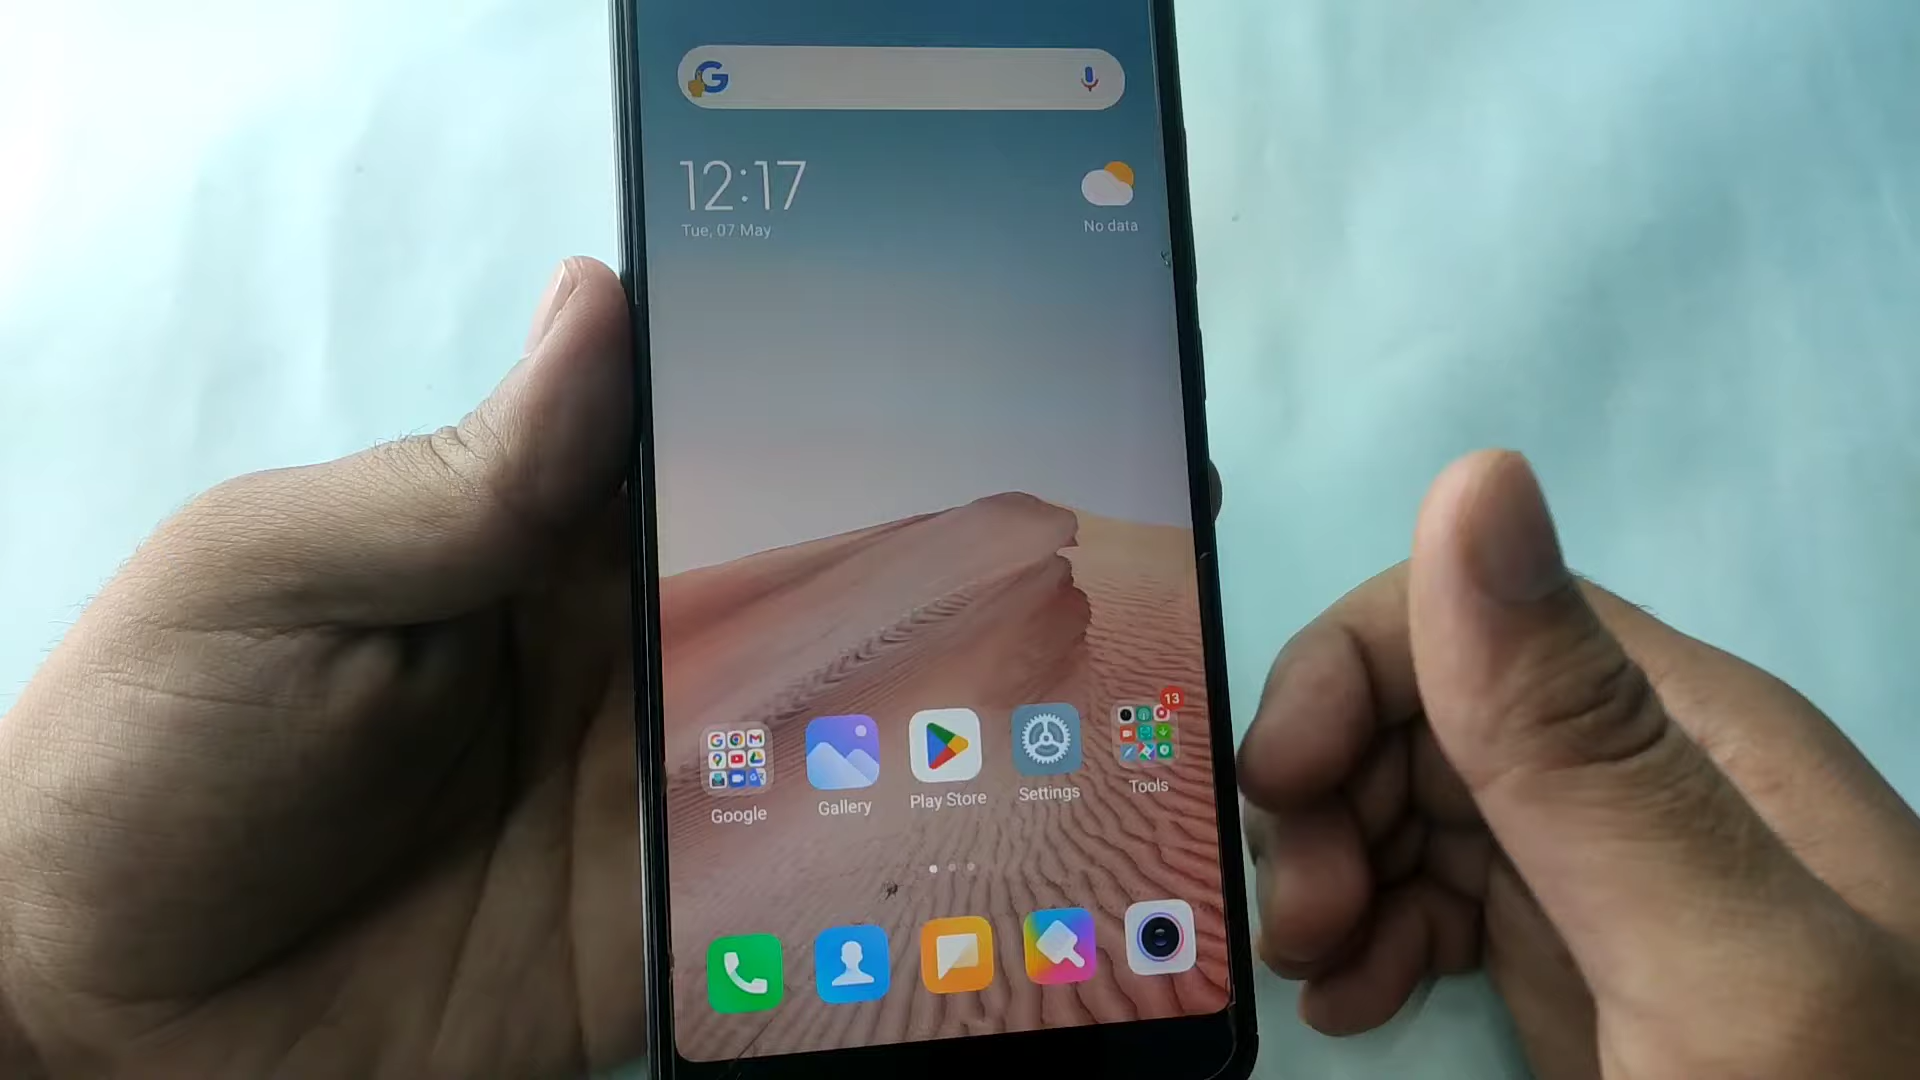 12:17
Tue, 07 May
No data
13
Google
Gallery
Play Store
Settings
Tools